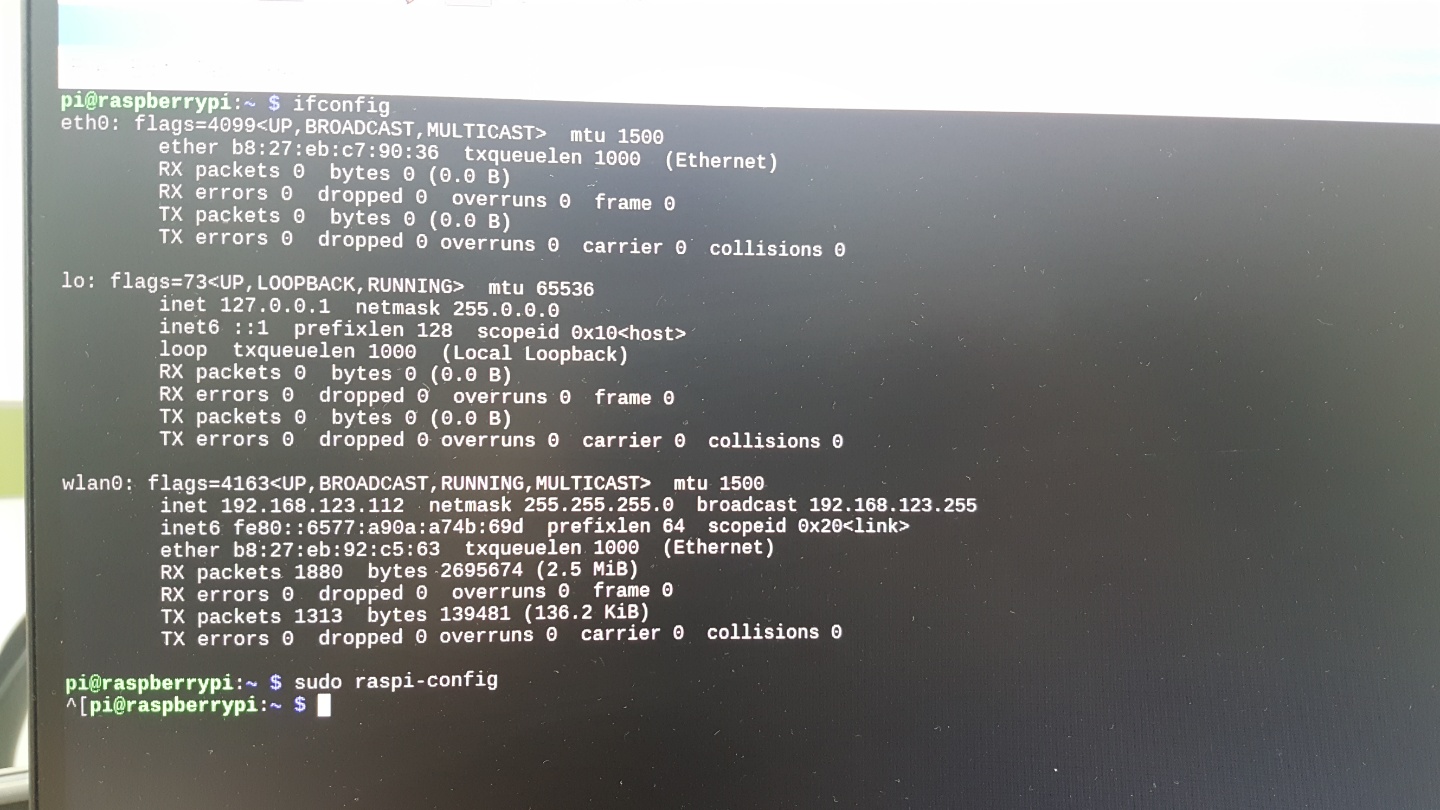 pi@raspberrypi:~ $ ifconfig
eth0: flags=4099<UP,BROADCAST,MULTICAST>  mtu 1500
        ether b8:27:eb:c7:90:36  txqueuelen 1000  (Ethernet)
        RX packets 0  bytes 0 (0.0 B)
        RX errors 0  dropped 0  overruns 0  frame 0
        TX packets 0  bytes 0 (0.0 B)
        TX errors 0  dropped 0 overruns 0  carrier 0  collisions 0

lo: flags=73<UP,LOOPBACK,RUNNING>  mtu 65536
        inet 127.0.0.1  netmask 255.0.0.0
        inet6 ::1  prefixlen 128  scopeid 0x10<host>
        loop  txqueuelen 1000  (Local Loopback)
        RX packets 0  bytes 0 (0.0 B)
        RX errors 0  dropped 0  overruns 0  frame 0
        TX packets 0  bytes 0 (0.0 B)
        TX errors 0  dropped 0 overruns 0  carrier 0  collisions 0

wlan0: flags=4163<UP,BROADCAST,RUNNING,MULTICAST>  mtu 1500
        inet 192.168.123.112  netmask 255.255.255.0  broadcast 192.168.123.255
        inet6 fe80::6577:a90a:a74b:69d  prefixlen 64  scopeid 0x20<link>
        ether b8:27:eb:92:c5:63  txqueuelen 1000  (Ethernet)
        RX packets 1880  bytes 2695674 (2.5 MiB)
        RX errors 0  dropped 0  overruns 0  frame 0
        TX packets 1313  bytes 139481 (136.2 KiB)
        TX errors 0  dropped 0 overruns 0  carrier 0  collisions 0

pi@raspberrypi:~ $ sudo raspi-config
^[pi@raspberrypi:~ $